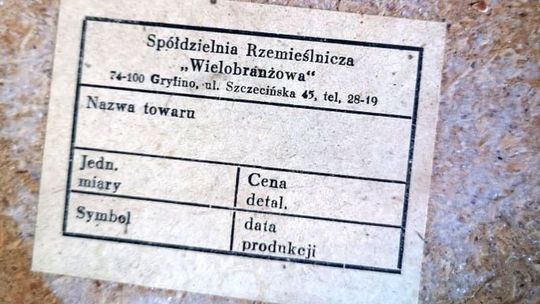 Spółdzielnia Rzemieślnicza
„Wielobranżowa"
74-100 Gryfino, ul. Szczecińska 45, tel, 28-19
Nazwa towaru
Jedn.
miary
Cena
detal.
Symbol
data
produkcji